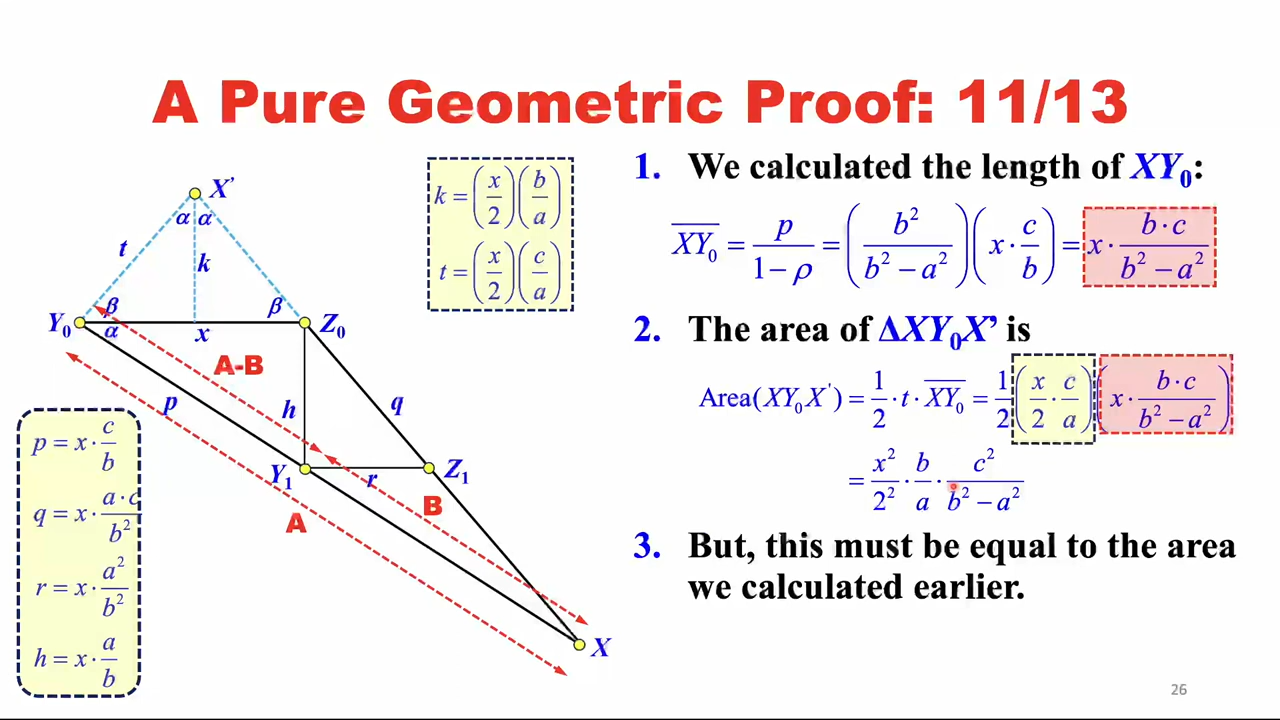 A Pure Geometric Proof: 11/13
X’
α α
t
k
β β
Y₀
α
x
Z₀
A-B
p
h
q
Y₁
r
Z₁
B
A
X
k = (x/2)(b/a)
t = (x/2)(c/a)
p = x · c/b
q = x · a·c/b²
r = x · a²/b²
h = x · a/b
1. We calculated the length of XY₀:
XY₀ = p/(1−ρ) = (b²/(b²−a²))(x · c/b) = x · b·c/(b²−a²)
2. The area of ΔXY₀X’ is
Area(XY₀X') = 1/2 · t · XY₀ = 1/2 (x/2 · c/a)(x · b·c/(b²−a²))
= x²/2² · b/a · c²/(b²−a²)
3. But, this must be equal to the area
we calculated earlier.
26